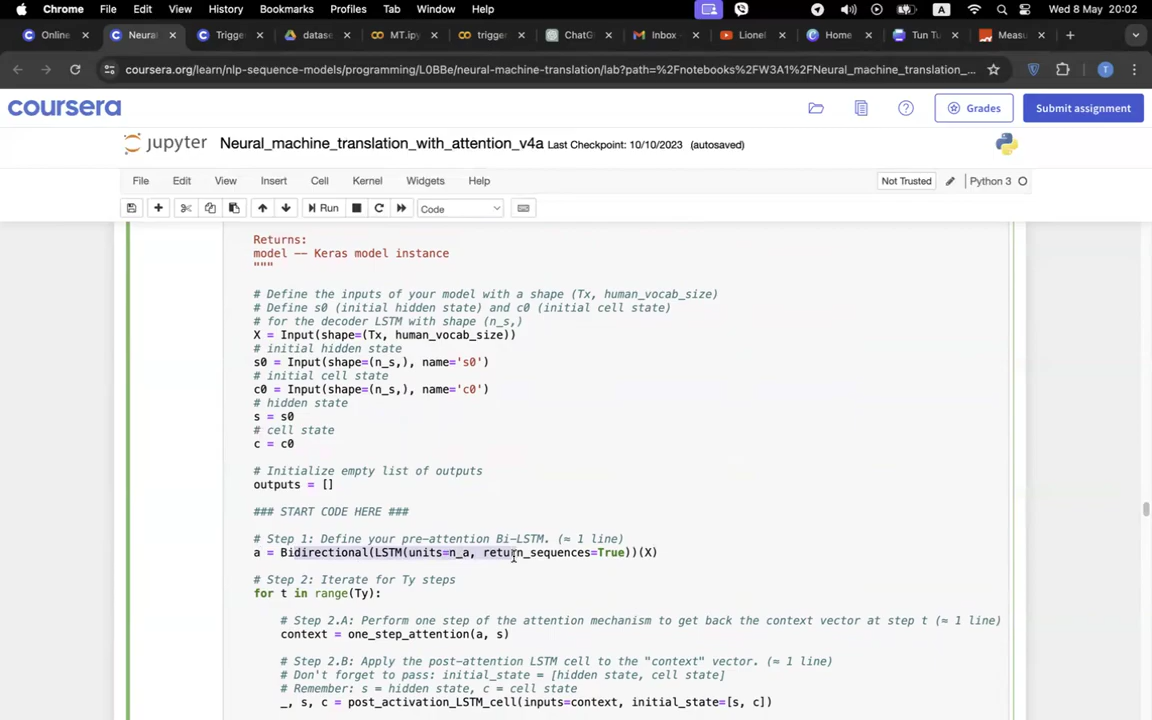 Chrome File Edit View History Bookmarks Profiles Tab Window Help A Wed 8 May 20:02
Online Neural Trigge datase MT.ipy trigger ChatG Inbox Lionel Home Tun Tu Measu
coursera.org/learn/nlp-sequence-models/programming/L0BBe/neural-machine-translation/lab?path=%2Fnotebooks%2FW3A1%2FNeural_machine_translation_... T
coursera Grades Submit assignment
jupyter Neural_machine_translation_with_attention_v4a Last Checkpoint: 10/10/2023 (autosaved)
File Edit View Insert Cell Kernel Widgets Help Not Trusted Python 3
Run Code
Returns:
model -- Keras model instance
"""
# Define the inputs of your model with a shape (Tx, human_vocab_size)
# Define s0 (initial hidden state) and c0 (initial cell state)
# for the decoder LSTM with shape (n_s,)
X = Input(shape=(Tx, human_vocab_size))
# initial hidden state
s0 = Input(shape=(n_s,), name='s0')
# initial cell state
c0 = Input(shape=(n_s,), name='c0')
# hidden state
s = s0
# cell state
c = c0
# Initialize empty list of outputs
outputs = []
### START CODE HERE ###
# Step 1: Define your pre-attention Bi-LSTM. (≈ 1 line)
a = Bidirectional(LSTM(units=n_a, return_sequences=True))(X)
# Step 2: Iterate for Ty steps
for t in range(Ty):
# Step 2.A: Perform one step of the attention mechanism to get back the context vector at step t (≈ 1 line)
context = one_step_attention(a, s)
# Step 2.B: Apply the post-attention LSTM cell to the "context" vector. (≈ 1 line)
# Don't forget to pass: initial_state = [hidden state, cell state]
# Remember: s = hidden state, c = cell state
_, s, c = post_activation_LSTM_cell(inputs=context, initial_state=[s, c])